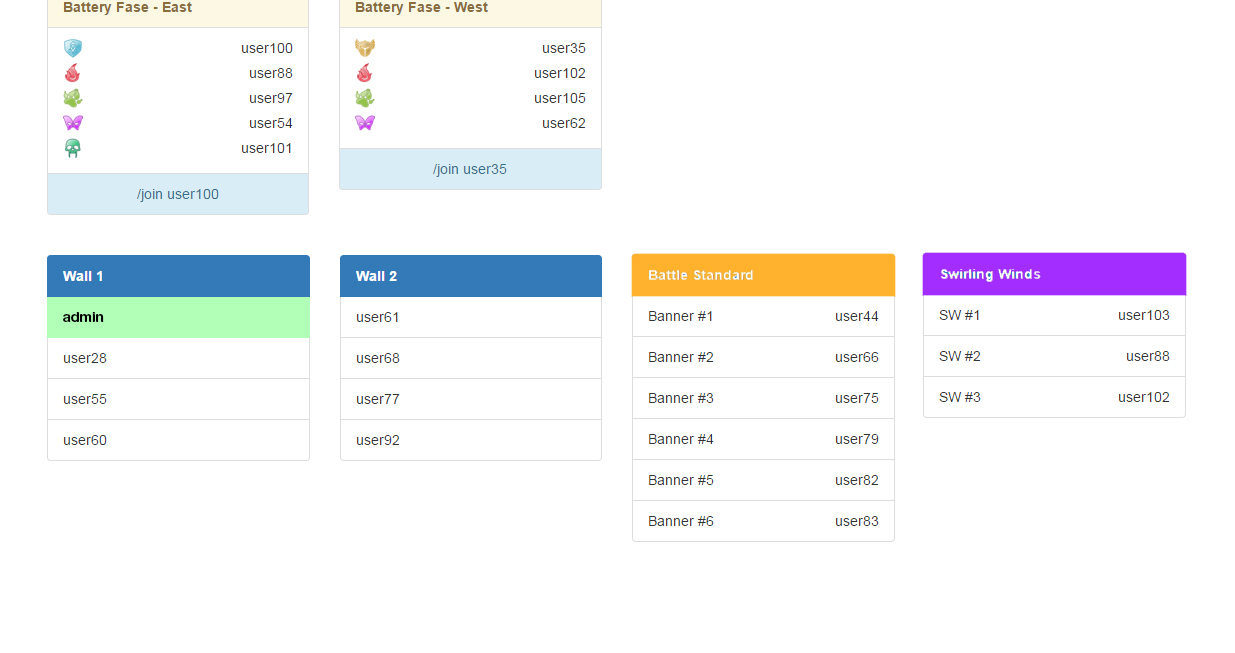 Battery Fase - East
user100
user88
user97
user54
user101
/join user100
Battery Fase - West
user35
user102
user105
user62
/join user35
Wall 1
admin
user28
user55
user60
Wall 2
user61
user68
user77
user92
Battle Standard
Banner #1 user44
Banner #2 user66
Banner #3 user75
Banner #4 user79
Banner #5 user82
Banner #6 user83
Swirling Winds
SW #1 user103
SW #2 user88
SW #3 user102